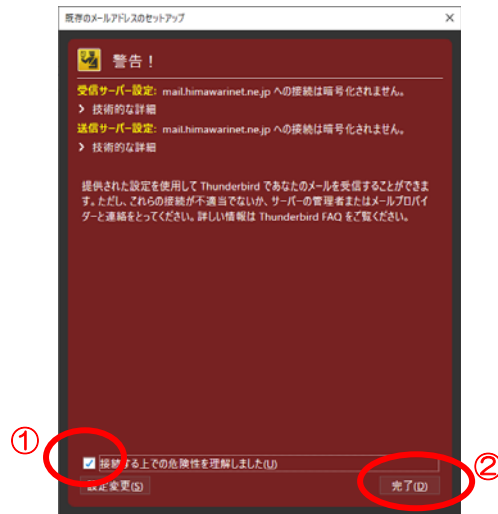 既存のメールアドレスのセットアップ
警告！
受信サーバー設定: mail.himawarinet.ne.jp への接続は暗号化されません。
技術的な詳細
送信サーバー設定: mail.himawarinet.ne.jp への接続は暗号化されません。
技術的な詳細
提供された設定を使用して Thunderbird であなたのメールを受信することができま
す。ただし、これらの接続が不適当でないか、サーバーの管理者またはメールプロバイ
ダーと連絡をとってください。詳しい情報は Thunderbird FAQ をご覧ください。
①
接続する上での危険性を理解しました(U)
設定変更(S)
②
完了(D)